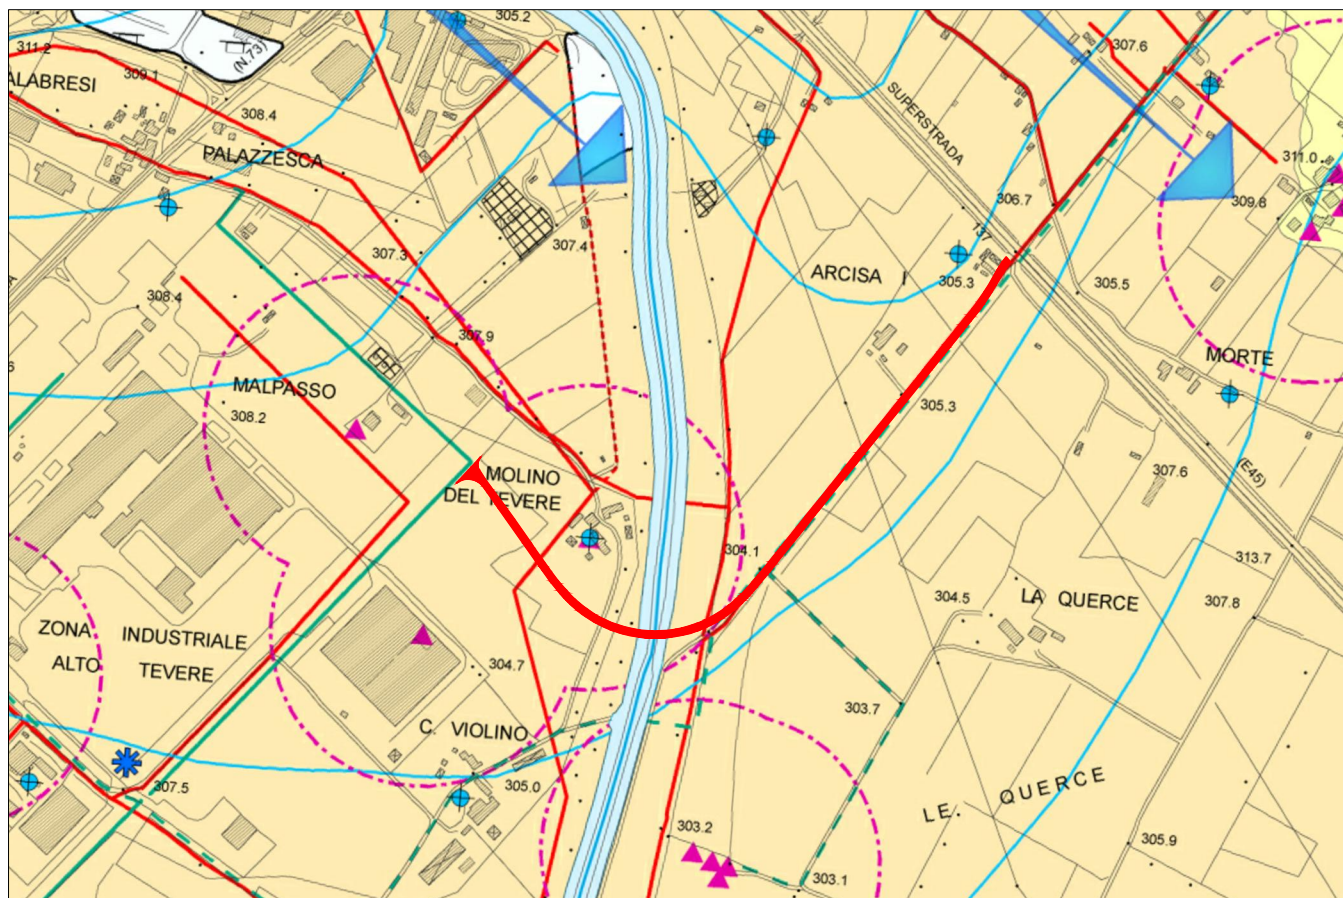 305.2
311.2
(N.73)
307.6
309.1
ALABRESI
308.4
SUPERSTRADA
PALAZZESCA
311.0
306.7
309.8
307.4
137
307.3
ARCISA I
305.3
305.5
308.4
307.9
MORTE
MALPASSO
308.2
305.3
MOLINO
DEL TEVERE
307.6
(E45)
304.1
313.7
304.5
LA QUERCE
307.8
ZONA INDUSTRIALE
ALTO TEVERE
304.7
303.7
C. VIOLINO
307.5
305.0
LE QUERCE
303.2
305.9
303.1